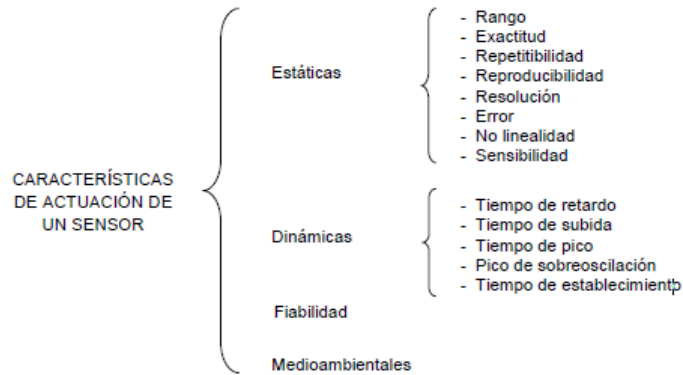 CARACTERÍSTICAS
DE ACTUACIÓN DE
UN SENSOR
Estáticas
- Rango
- Exactitud
- Repetitibilidad
- Reproducibilidad
- Resolución
- Error
- No linealidad
- Sensibilidad
Dinámicas
- Tiempo de retardo
- Tiempo de subida
- Tiempo de pico
- Pico de sobreoscilación
- Tiempo de establecimiento
Fiabilidad
Medioambientales